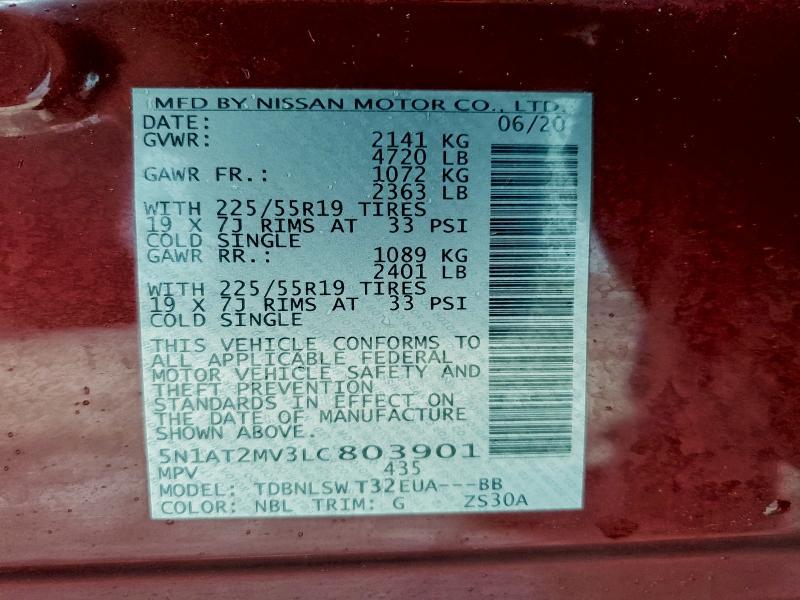 MFD BY NISSAN MOTOR CO., LTD.
DATE: 06/20
GVWR: 2141 KG
4720 LB
GAWR FR.: 1072 KG
2363 LB
WITH 225/55R19 TIRES
19 X 7J RIMS AT 33 PSI
COLD SINGLE
GAWR RR.: 1089 KG
2401 LB
WITH 225/55R19 TIRES
19 X 7J RIMS AT 33 PSI
COLD SINGLE
THIS VEHICLE CONFORMS TO
ALL APPLICABLE FEDERAL
MOTOR VEHICLE SAFETY AND
THEFT PREVENTION
STANDARDS IN EFFECT ON
THE DATE OF MANUFACTURE
SHOWN ABOVE.
5N1AT2MV3LC803901
MPV 435
MODEL: TDBNLSW T32EUA---BB
COLOR: NBL TRIM: G ZS30A